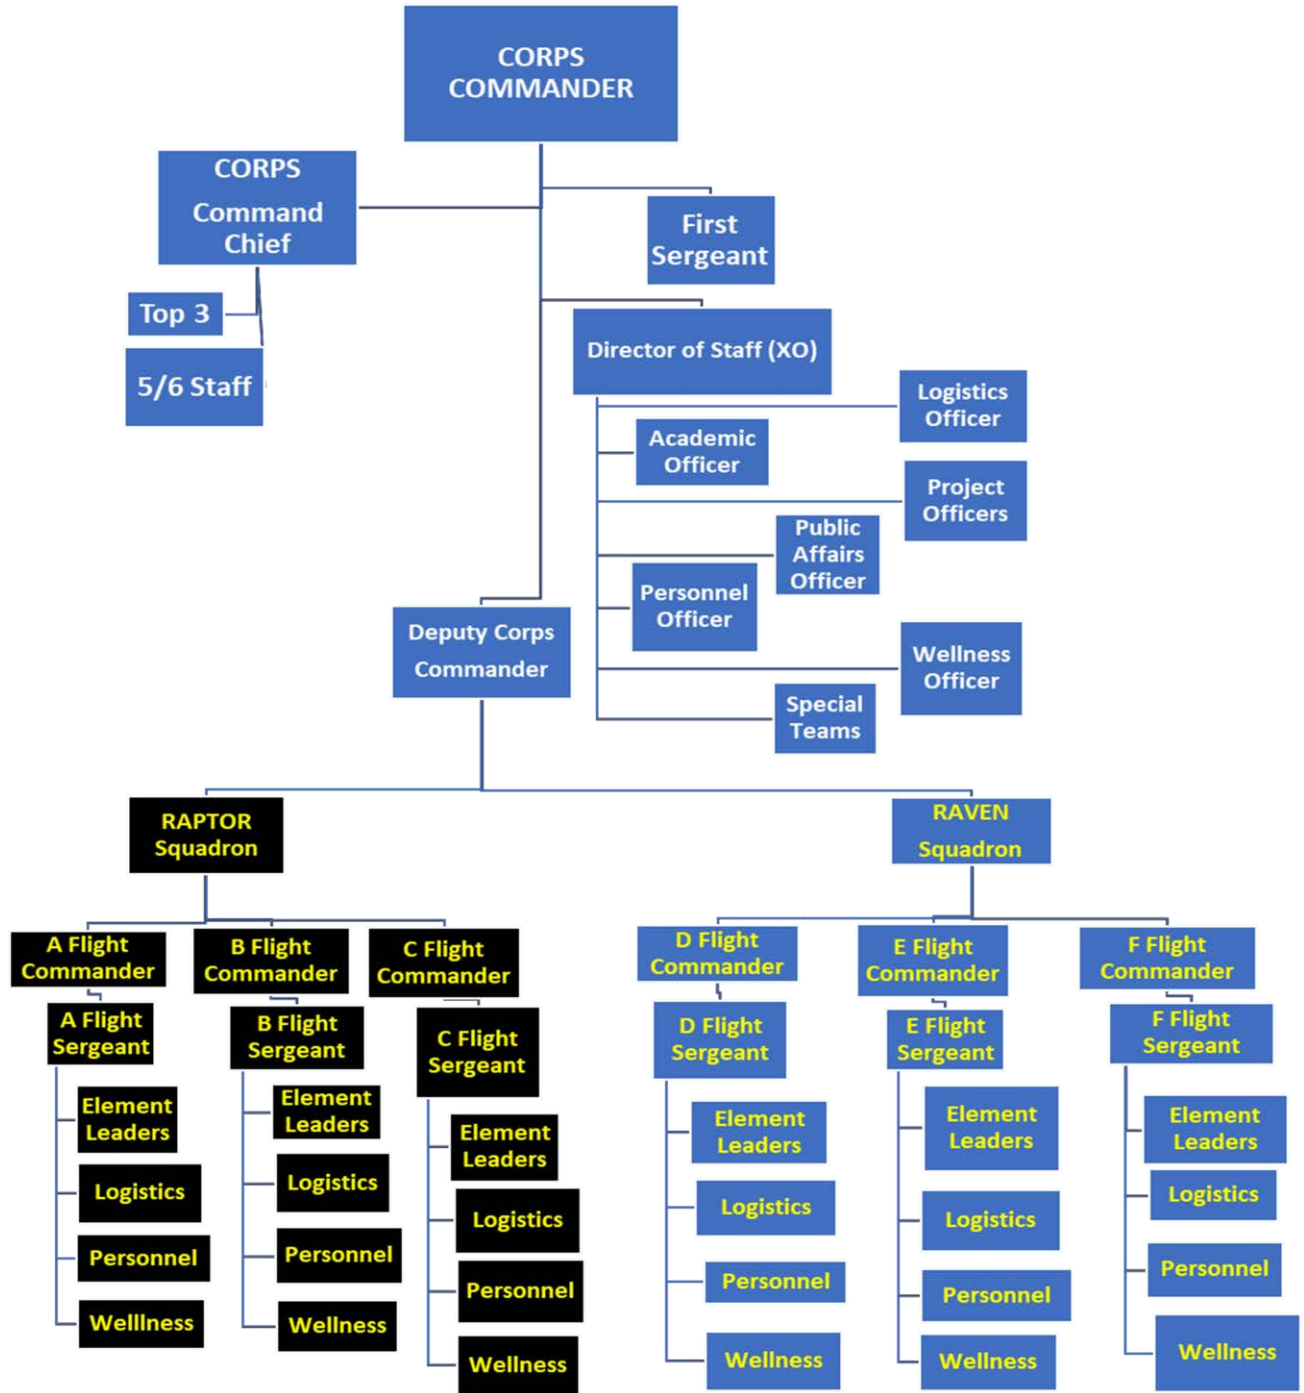 CORPS
COMMANDER
CORPS
Command
Chief
First
Sergeant
Top 3
5/6 Staff
Director of Staff (XO)
Logistics
Officer
Academic
Officer
Project
Officers
Public
Affairs
Officer
Personnel
Officer
Deputy Corps
Commander
Wellness
Officer
Special
Teams
RAPTOR
Squadron
RAVEN
Squadron
A Flight
Commander
B Flight
Commander
C Flight
Commander
D Flight
Commander
E Flight
Commander
F Flight
Commander
A Flight
Sergeant
B Flight
Sergeant
C Flight
Sergeant
D Flight
Sergeant
E Flight
Sergeant
F Flight
Sergeant
Element
Leaders
Logistics
Personnel
Welllness
Element
Leaders
Logistics
Personnel
Wellness
Element
Leaders
Logistics
Personnel
Wellness
Element
Leaders
Logistics
Personnel
Wellness
Element
Leaders
Logistics
Personnel
Wellness
Element
Leaders
Logistics
Personnel
Wellness